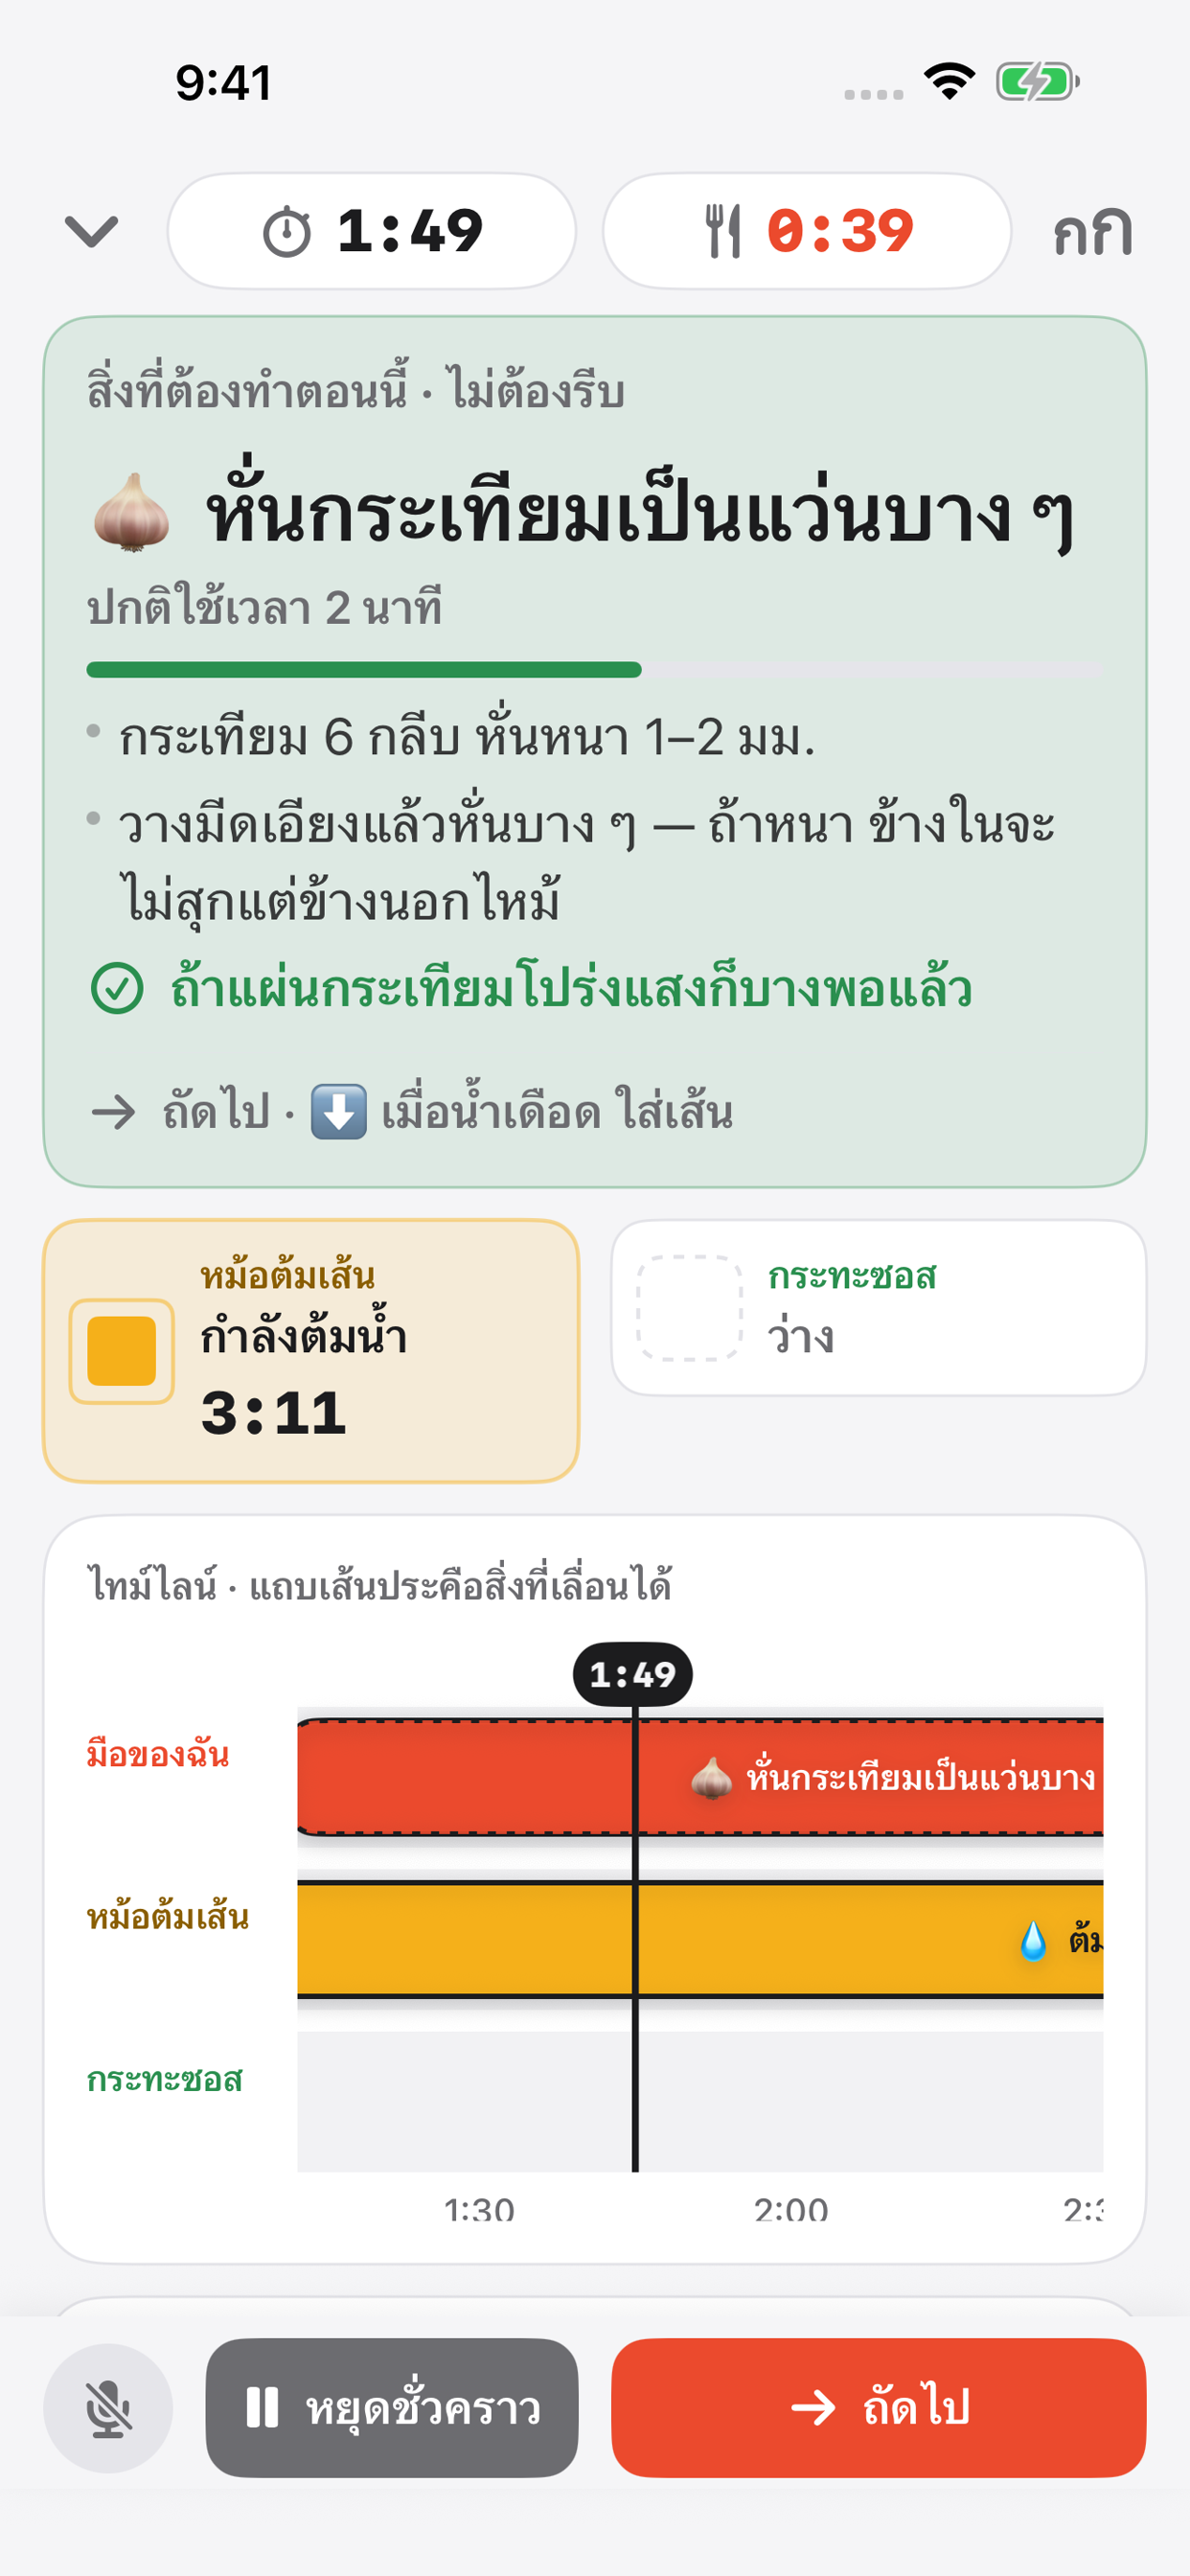 9:41
1:49
0:39
กก
สิ่งที่ต้องทำตอนนี้ · ไม่ต้องรีบ
🧄 หั่นกระเทียมเป็นแว่นบาง ๆ
ปกติใช้เวลา 2 นาที
• กระเทียม 6 กลีบ หั่นหนา 1–2 มม.
• วางมีดเอียงแล้วหั่นบาง ๆ — ถ้าหนา ข้างในจะ
ไม่สุกแต่ข้างนอกไหม้
ถ้าแผ่นกระเทียมโปร่งแสงก็บางพอแล้ว
→ ถัดไป · ⬇️ เมื่อน้ำเดือด ใส่เส้น
หม้อต้มเส้น
กำลังต้มน้ำ
3:11
กระทะซอส
ว่าง
ไทม์ไลน์ · แถบเส้นประคือสิ่งที่เลื่อนได้
1:49
มือของฉัน
🧄 หั่นกระเทียมเป็นแว่นบาง
หม้อต้มเส้น
💧 ต้ม
กระทะซอส
1:30
2:00
หยุดชั่วคราว
→ ถัดไป